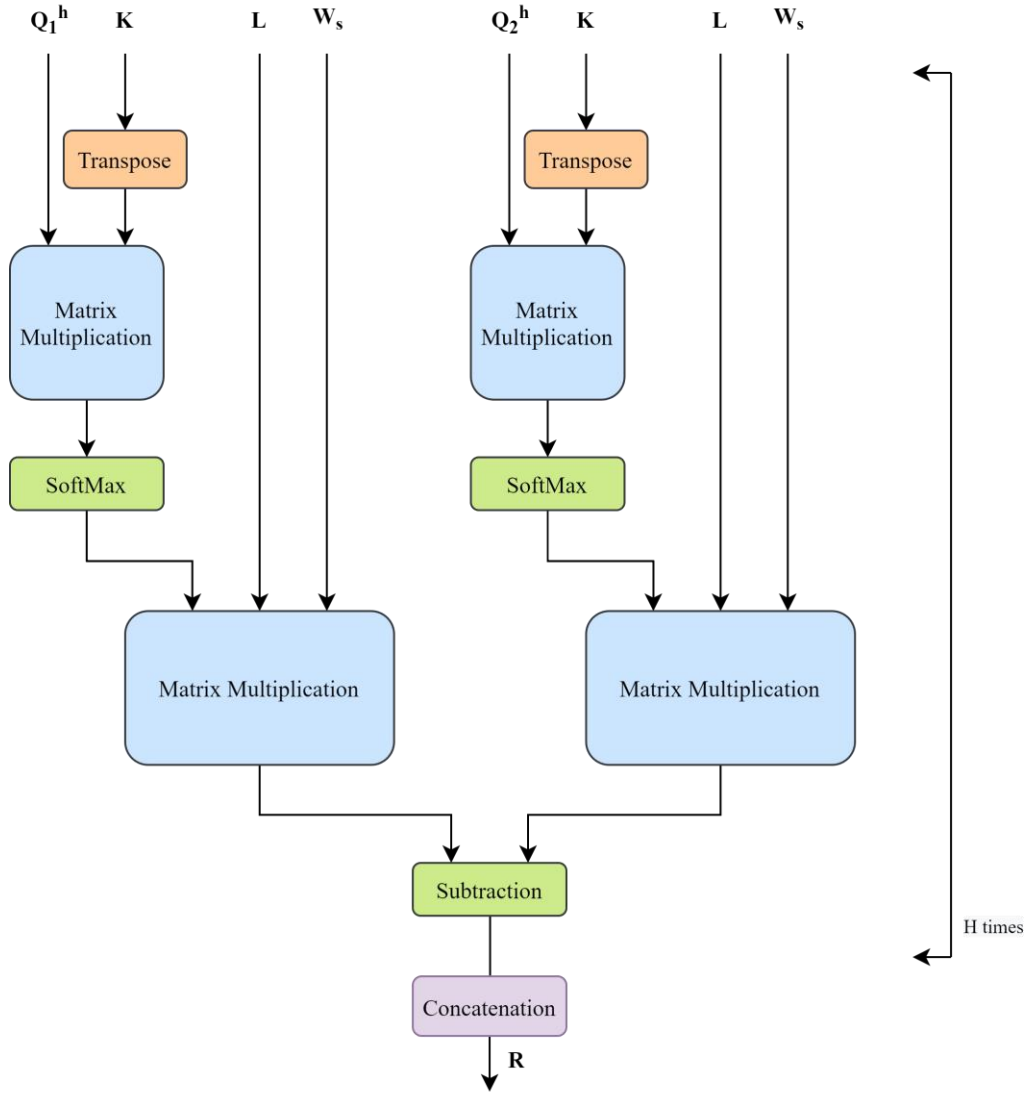 Q₁ʰ K L Wₛ Q₂ʰ K L Wₛ
Transpose Transpose
Matrix Matrix
Multiplication Multiplication
SoftMax SoftMax
Matrix Multiplication Matrix Multiplication
Subtraction
H times
Concatenation
R